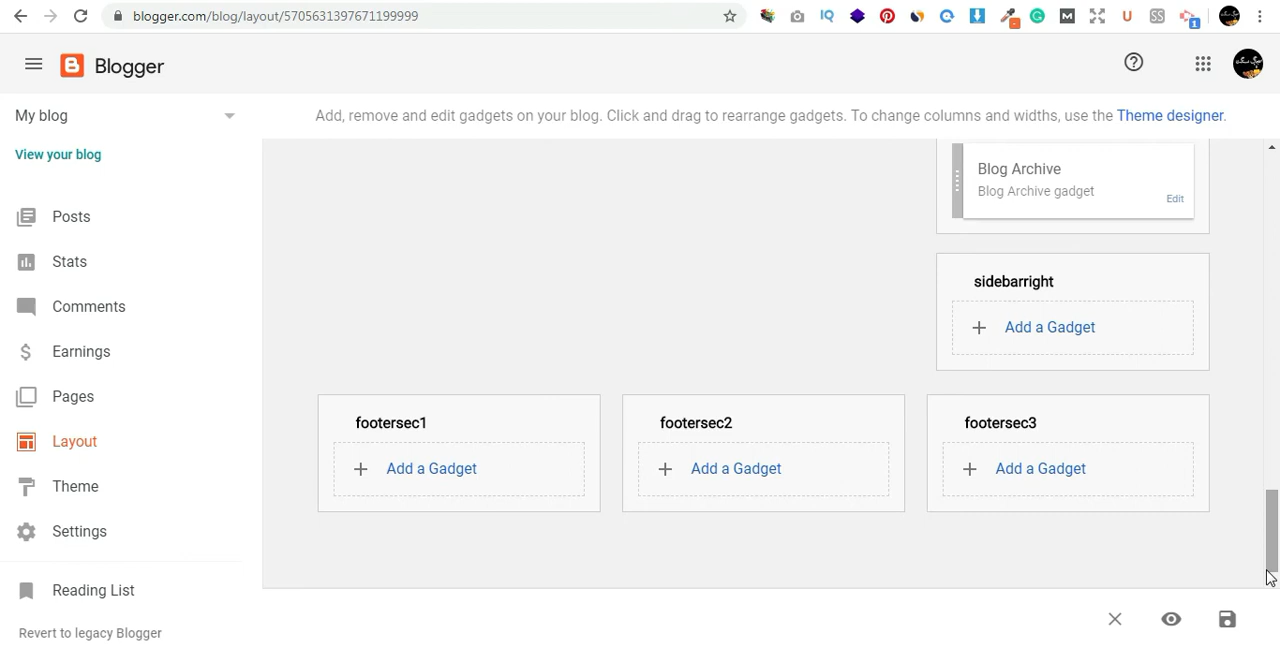 blogger.com/blog/layout/5705631397671199999
Blogger
My blog
Add, remove and edit gadgets on your blog. Click and drag to rearrange gadgets. To change columns and widths, use the Theme designer.
View your blog
Blog Archive
Blog Archive gadget
Edit
Posts
Stats
Comments
Earnings
Pages
Layout
Theme
Settings
Reading List
Revert to legacy Blogger
sidebarright
Add a Gadget
footersec1
Add a Gadget
footersec2
Add a Gadget
footersec3
Add a Gadget